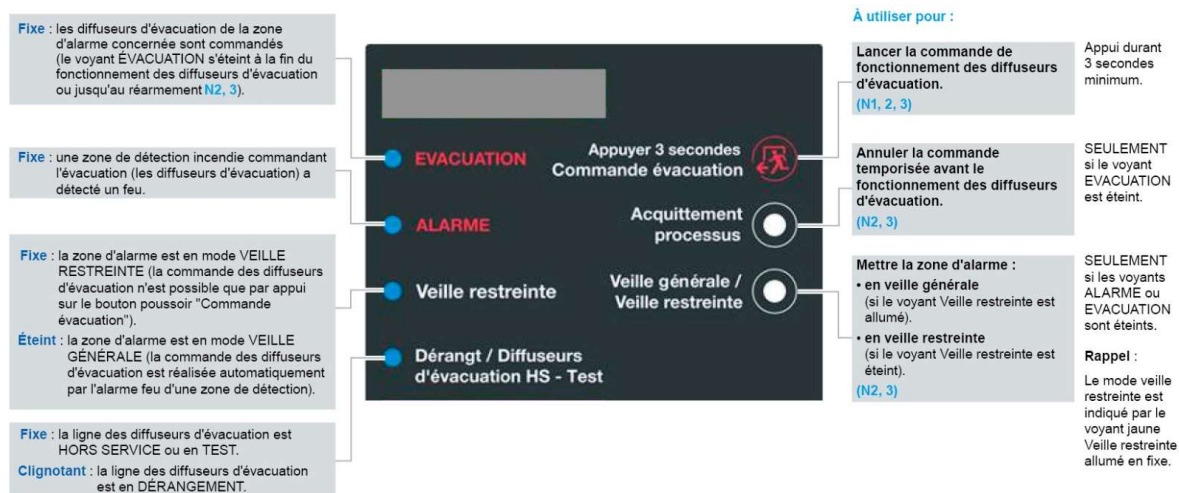 Fixe : les diffuseurs d'évacuation de la zone
d'alarme concernée sont commandés
(le voyant ÉVACUATION s'éteint à la fin du
fonctionnement des diffuseurs d'évacuation
ou jusqu'au réarmement N2, 3).
Fixe : une zone de détection incendie commandant
l'évacuation (les diffuseurs d'évacuation) a
détecté un feu.
Fixe : la zone d'alarme est en mode VEILLE
RESTREINTE (la commande des diffuseurs
d'évacuation n'est possible que par appui
sur le bouton poussoir "Commande
évacuation").
Éteint : la zone d'alarme est en mode VEILLE
GÉNÉRALE (la commande des diffuseurs
d'évacuation est réalisée automatiquement
par l'alarme feu d'une zone de détection).
Fixe : la ligne des diffuseurs d'évacuation est
HORS SERVICE ou en TEST.
Clignotant : la ligne des diffuseurs d'évacuation
est en DÉRANGEMENT.
EVACUATION
ALARME
Veille restreinte
Dérangt / Diffuseurs
d'évacuation HS - Test
Appuyer 3 secondes
Commande évacuation
Acquittement
processus
Veille générale /
Veille restreinte
À utiliser pour :
Lancer la commande de
fonctionnement des diffuseurs
d'évacuation.
(N1, 2, 3)
Appui durant
3 secondes
minimum.
Annuler la commande
temporisée avant le
fonctionnement des diffuseurs
d'évacuation.
(N2, 3)
SEULEMENT
si le voyant
EVACUATION
est éteint.
Mettre la zone d'alarme :
• en veille générale
(si le voyant Veille restreinte est
allumé).
• en veille restreinte
(si le voyant Veille restreinte est
éteint).
(N2, 3)
SEULEMENT
si les voyants
ALARME ou
EVACUATION
sont éteints.
Rappel :
Le mode veille
restreinte est
indiqué par le
voyant jaune
Veille restreinte
allumé en fixe.